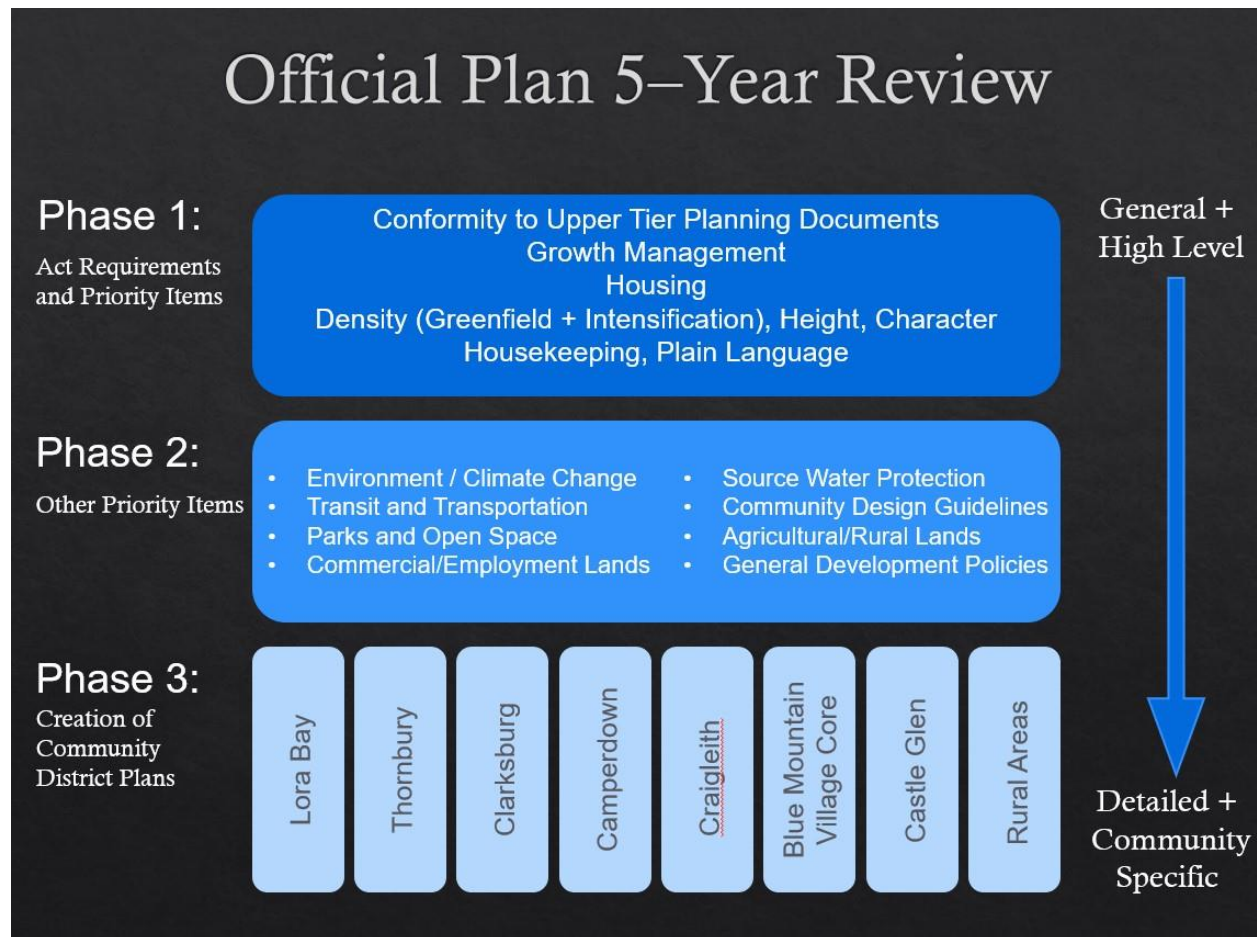 Official Plan 5–Year Review
Phase 1:
Act Requirements
and Priority Items
Conformity to Upper Tier Planning Documents
Growth Management
Housing
Density (Greenfield + Intensification), Height, Character
Housekeeping, Plain Language
General +
High Level
Phase 2:
Other Priority Items
• Environment / Climate Change
• Transit and Transportation
• Parks and Open Space
• Commercial/Employment Lands
• Source Water Protection
• Community Design Guidelines
• Agricultural/Rural Lands
• General Development Policies
Phase 3:
Creation of
Community
District Plans
Lora Bay
Thornbury
Clarksburg
Camperdown
Craigleith
Blue Mountain
Village Core
Castle Glen
Rural Areas
Detailed +
Community
Specific